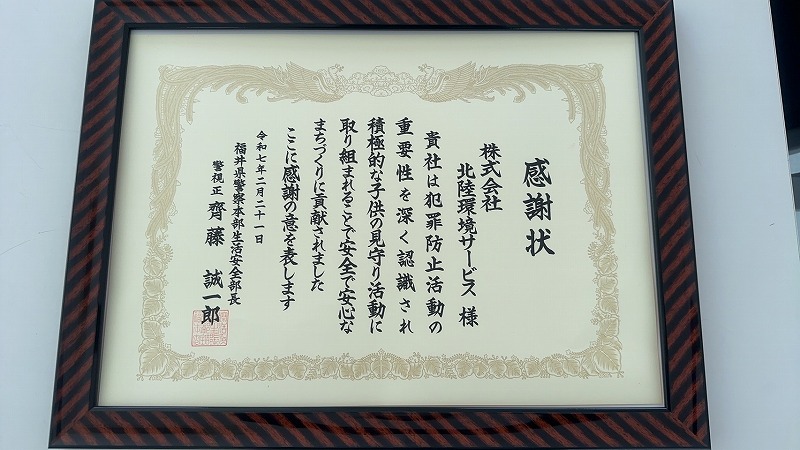 感謝状
株式会社
北陸環境サービス 様
貴社は犯罪防止活動の
重要性を深く認識され
積極的な子供の見守り活動に
取り組まれることで安全で安心な
まちづくりに貢献されました
ここに感謝の意を表します
令和七年二月二十一日
福井県警察本部生活安全部長
警視正 齊藤 誠一郎